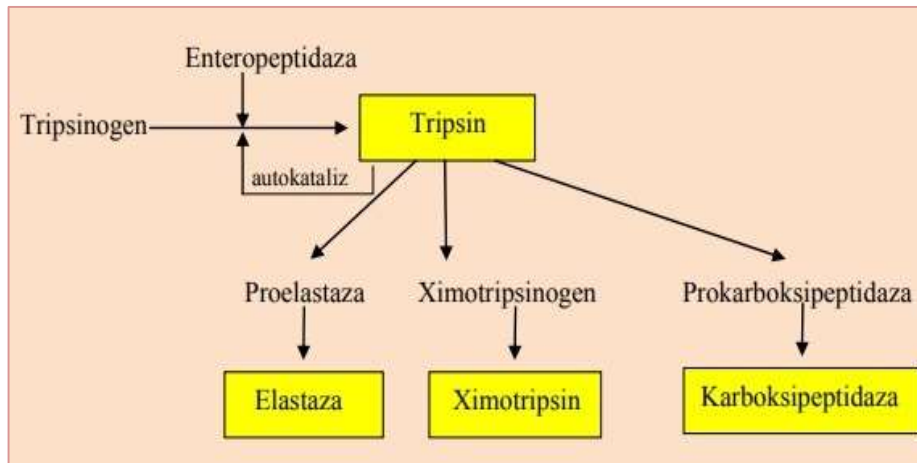 Enteropeptidaza
Tripsinogen
Tripsin
autokataliz
Proelastaza
Ximotripsinogen
Prokarboksipeptidaza
Elastaza
Ximotripsin
Karboksipeptidaza